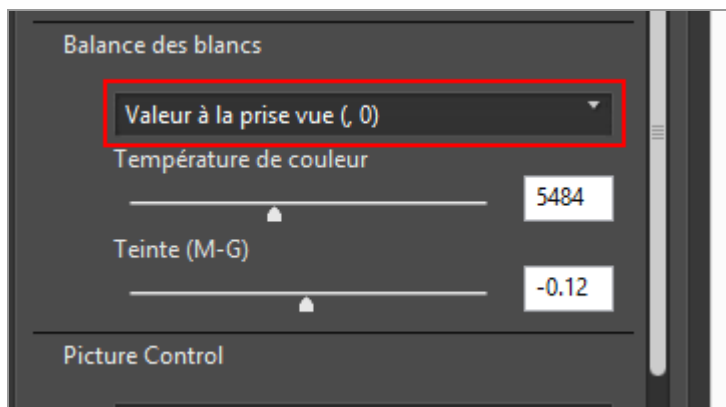 Balance des blancs
Valeur à la prise vue (, 0)
Température de couleur
5484
Teinte (M-G)
-0.12
Picture Control